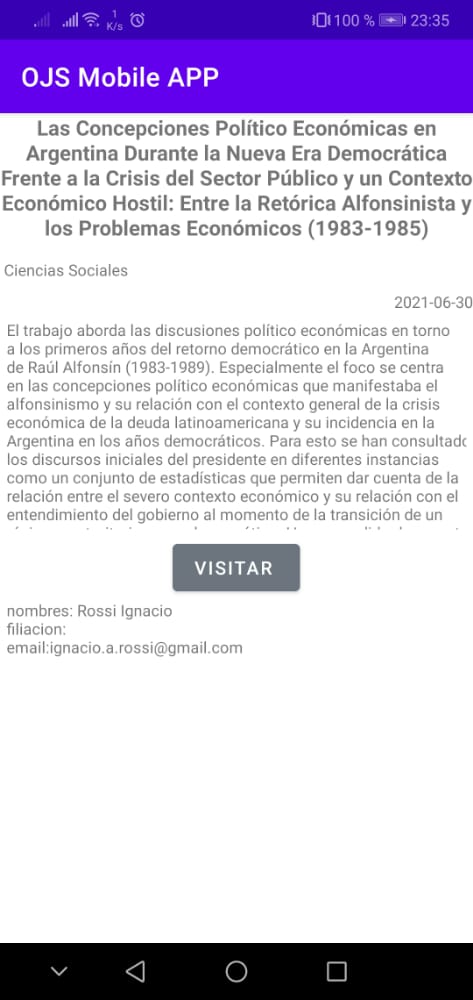 1 K/s
100 %
23:35
OJS Mobile APP
Las Concepciones Político Económicas en
Argentina Durante la Nueva Era Democrática
Frente a la Crisis del Sector Público y un Contexto
Económico Hostil: Entre la Retórica Alfonsinista y
los Problemas Económicos (1983-1985)
Ciencias Sociales
2021-06-30
El trabajo aborda las discusiones político económicas en torno
a los primeros años del retorno democrático en la Argentina
de Raúl Alfonsín (1983-1989). Especialmente el foco se centra
en las concepciones político económicas que manifestaba el
alfonsinismo y su relación con el contexto general de la crisis
económica de la deuda latinoamericana y su incidencia en la
Argentina en los años democráticos. Para esto se han consultado
los discursos iniciales del presidente en diferentes instancias
como un conjunto de estadísticas que permiten dar cuenta de la
relación entre el severo contexto económico y su relación con el
entendimiento del gobierno al momento de la transición de un
VISITAR
nombres: Rossi Ignacio
filiacion:
email:ignacio.a.rossi@gmail.com